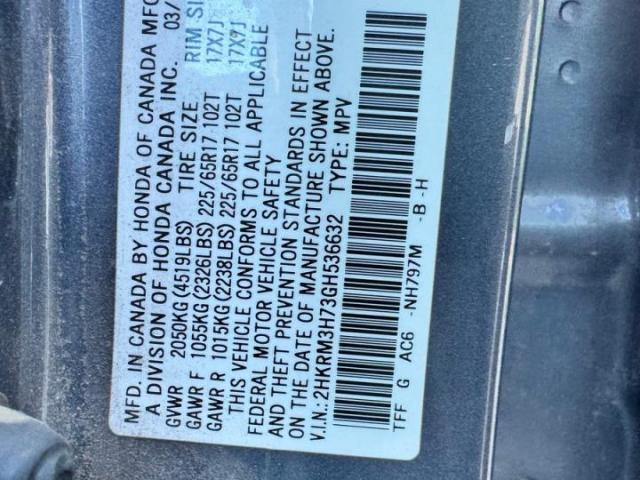 MFD. IN CANADA BY HONDA OF CANADA MFG
A DIVISION OF HONDA CANADA INC. 03/
GVWR 2050KG (4519LBS) TIRE SIZE RIM SI
GAWR F 1055KG (2326LBS) 225/65R17 102T 17X7J
GAWR R 1015KG (2238LBS) 225/65R17 102T 17X7J
THIS VEHICLE CONFORMS TO ALL APPLICABLE
FEDERAL MOTOR VEHICLE SAFETY
AND THEFT PREVENTION STANDARDS IN EFFECT
ON THE DATE OF MANUFACTURE SHOWN ABOVE.
V.I.N.: 2HKRM3H73GH536632 TYPE: MPV
TFF G AC6 -NH797M -B -H